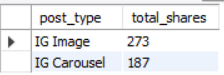 post_type total_shares
IG Image 273
IG Carousel 187